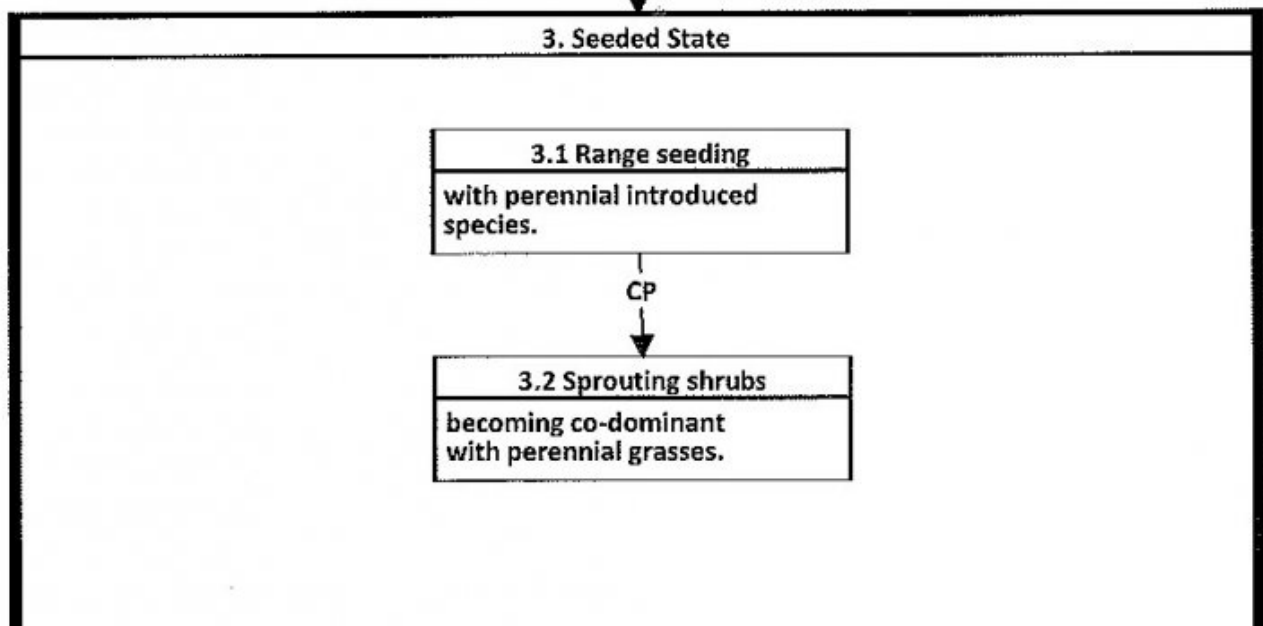 3. Seeded State
3.1 Range seeding
with perennial introduced
species.
CP
3.2 Sprouting shrubs
becoming co-dominant
with perennial grasses.